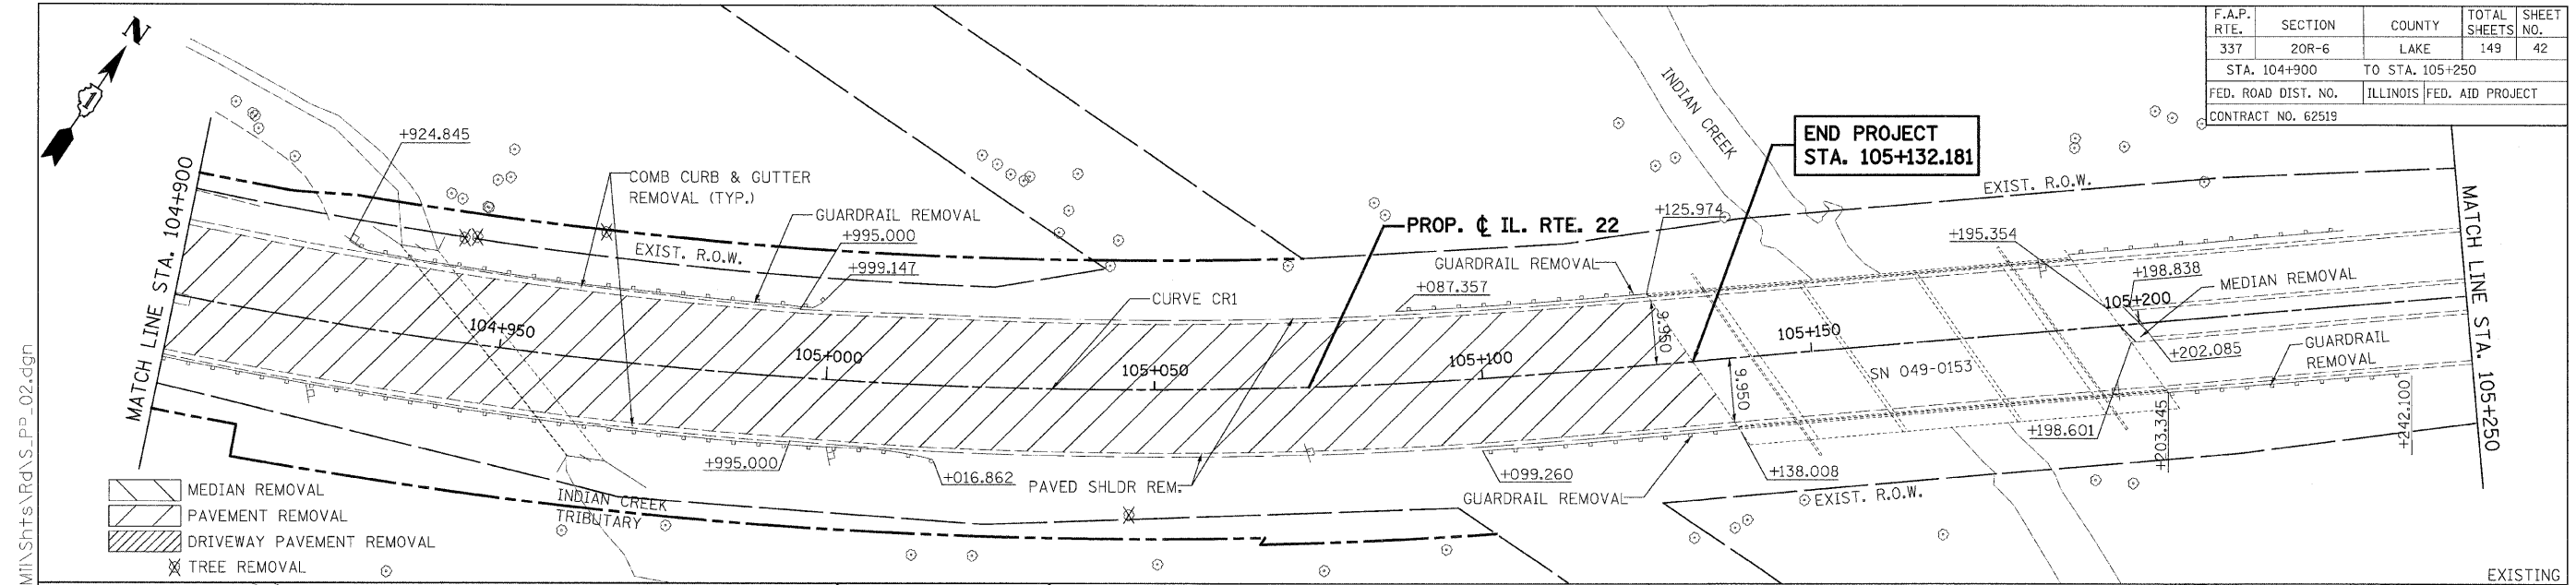 F.A.P. RTE. SECTION COUNTY TOTAL SHEETS SHEET NO.
337 20R-6 LAKE 149 42
STA. 104+900 TO STA. 105+250
FED. ROAD DIST. NO. ILLINOIS FED. AID PROJECT
CONTRACT NO. 62519
N
1
MATCH LINE STA. 104+900
+924.845
COMB CURB & GUTTER
REMOVAL (TYP.)
GUARDRAIL REMOVAL
+995.000
+999.147
EXIST. R.O.W.
INDIAN CREEK
END PROJECT
STA. 105+132.181
PROP. ℄ IL. RTE. 22
+125.974
GUARDRAIL REMOVAL
+087.357
CURVE CR1
EXIST. R.O.W.
+195.354
+198.838
MEDIAN REMOVAL
MATCH LINE STA. 105+250
104+950
105+000
105+050
105+100
105+150
105+200
9.950
9.950
SN 049-0153
+202.085
GUARDRAIL
REMOVAL
+198.601
+203.345
+242.100
+995.000
+016.862
PAVED SHLDR REM.
+099.260
GUARDRAIL REMOVAL
+138.008
EXIST. R.O.W.
INDIAN CREEK
TRIBUTARY
MEDIAN REMOVAL
PAVEMENT REMOVAL
DRIVEWAY PAVEMENT REMOVAL
TREE REMOVAL
EXISTING
\Shts\Rd\S_PP_02.dgn